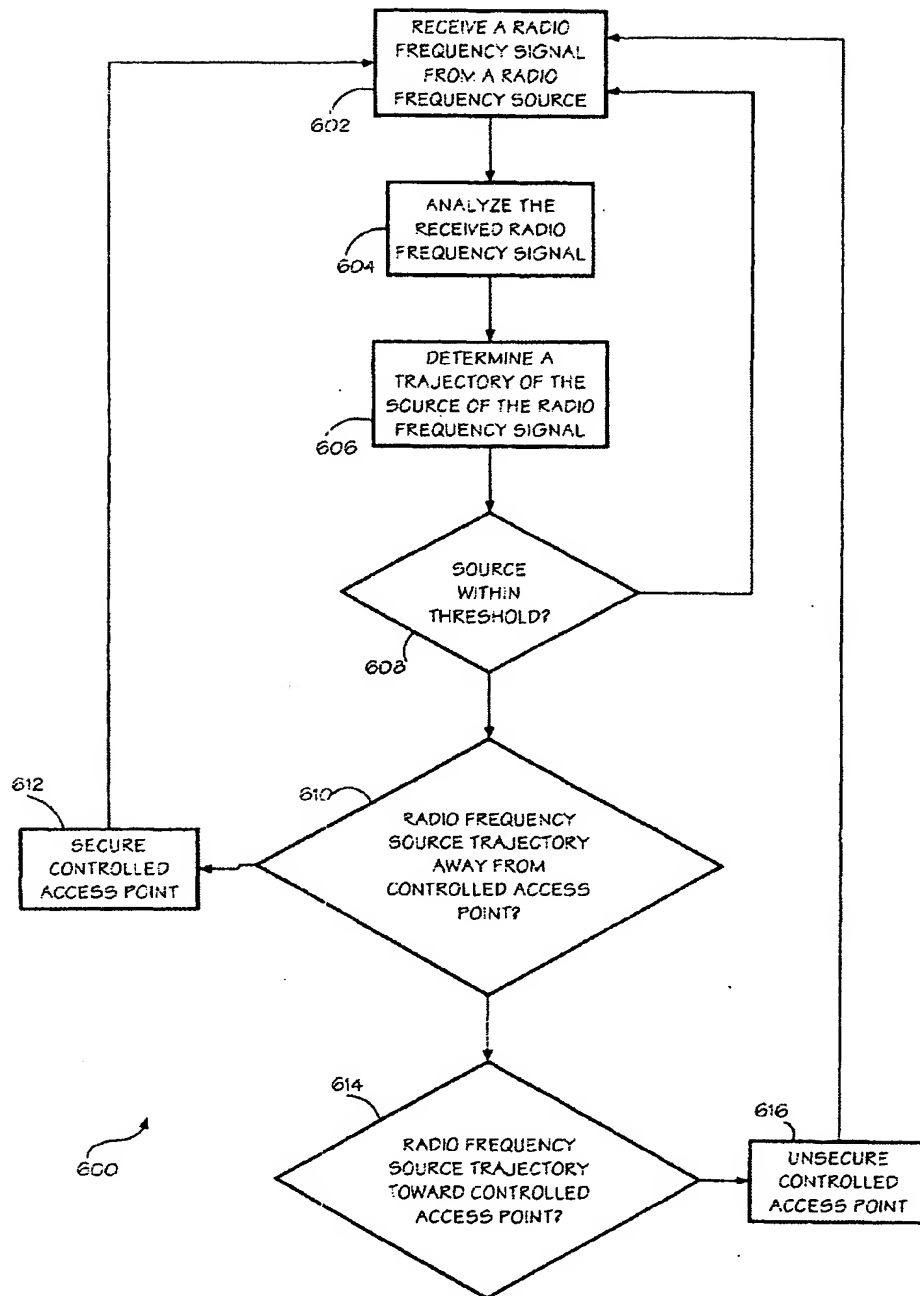 RECEIVE A RADIO
FREQUENCY SIGNAL
FROM A RADIO
FREQUENCY SOURCE
602
ANALYZE THE
RECEIVED RADIO
FREQUENCY SIGNAL
604
DETERMINE A
TRAJECTORY OF THE
SOURCE OF THE RADIO
FREQUENCY SIGNAL
606
SOURCE
WITHIN
THRESHOLD?
608
610
RADIO FREQUENCY
SOURCE TRAJECTORY
AWAY FROM
CONTROLLED ACCESS
POINT?
612
SECURE
CONTROLLED
ACCESS POINT
614
RADIO FREQUENCY
SOURCE TRAJECTORY
TOWARD CONTROLLED
ACCESS POINT?
616
UNSECURE
CONTROLLED
ACCESS POINT
600